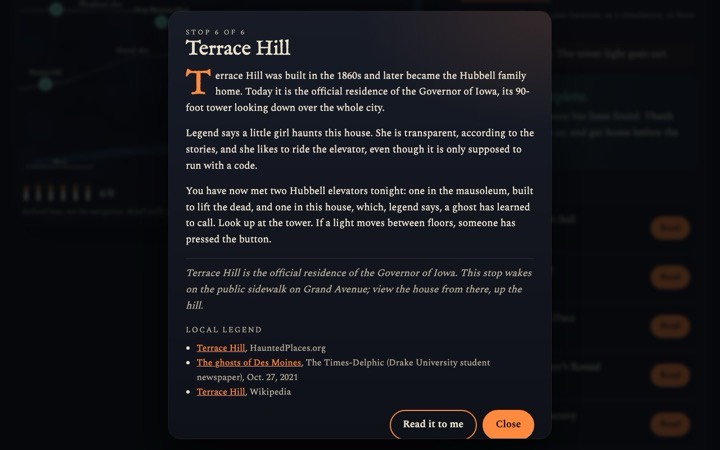 STOP 6 OF 6
Terrace Hill
Terrace Hill was built in the 1860s and later became the Hubbell family
home. Today it is the official residence of the Governor of Iowa, its 90-
foot tower looking down over the whole city.
Legend says a little girl haunts this house. She is transparent, according to the
stories, and she likes to ride the elevator, even though it is only supposed to
run with a code.
You have now met two Hubbell elevators tonight: one in the mausoleum, built
to lift the dead, and one in this house, which, legend says, a ghost has learned
to call. Look up at the tower. If a light moves between floors, someone has
pressed the button.
Terrace Hill is the official residence of the Governor of Iowa. This stop wakes
on the public sidewalk on Grand Avenue; view the house from there, up the
hill.
LOCAL LEGEND
Terrace Hill, HauntedPlaces.org
The ghosts of Des Moines, The Times-Delphic (Drake University student
newspaper), Oct. 27, 2021
Terrace Hill, Wikipedia
Read it to me
Close